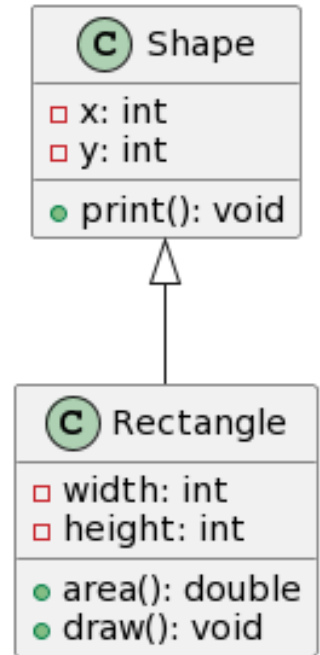 C Shape
x: int
y: int
print(): void
C Rectangle
width: int
height: int
area(): double
draw(): void